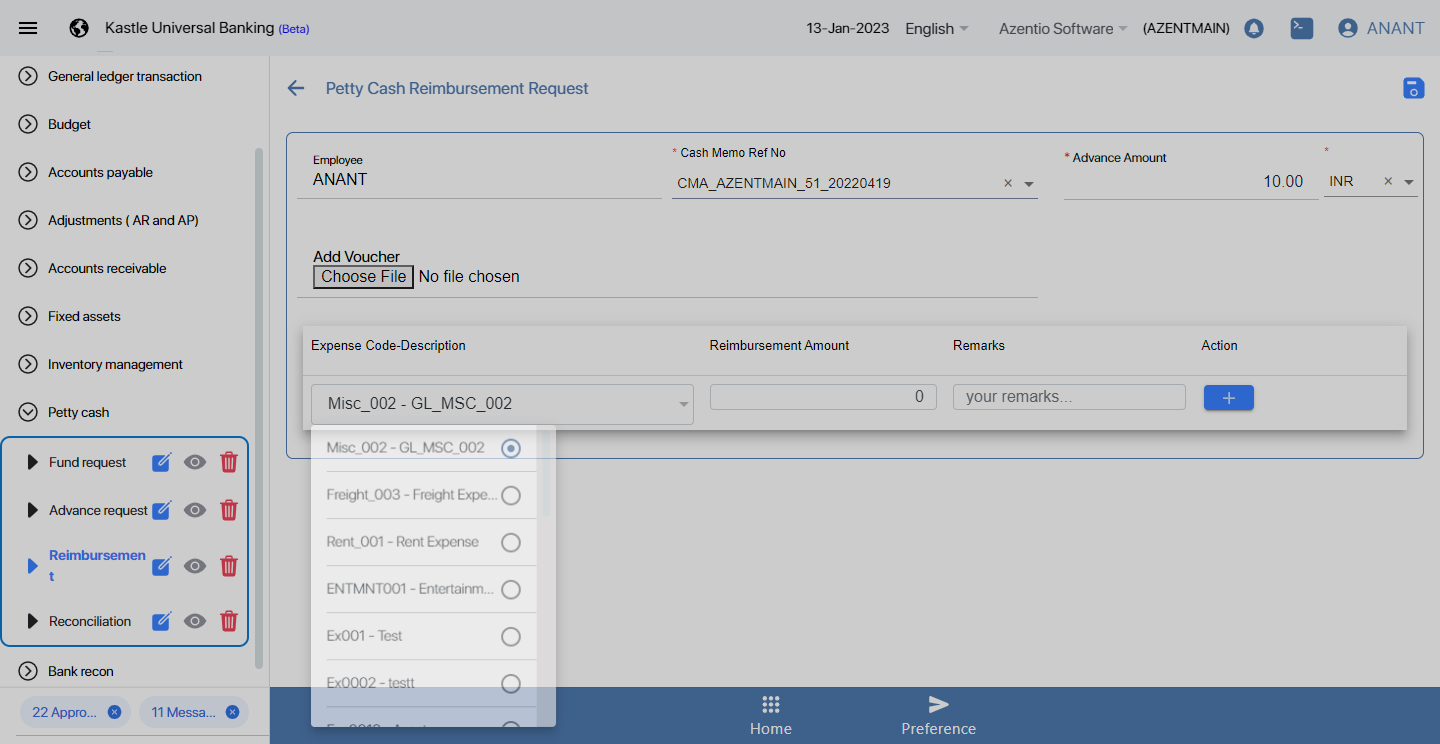 Kastle Universal Banking (Beta)
13-Jan-2023
English
Azentio Software
(AZENTMAIN)
ANANT
General ledger transaction
Budget
Accounts payable
Adjustments ( AR and AP)
Accounts receivable
Fixed assets
Inventory management
Petty cash
Fund request
Advance request
Reimbursemen
t
Reconciliation
Bank recon
22 Appro...
11 Messa...
Petty Cash Reimbursement Request
Employee
ANANT
* Cash Memo Ref No
CMA_AZENTMAIN_51_20220419 ×
* Advance Amount
10.00
*
INR ×
Add Voucher
Choose File No file chosen
Expense Code-Description Reimbursement Amount Remarks Action
Misc_002 - GL_MSC_002 0 your remarks... +
Misc_002 - GL_MSC_002
Freight_003 - Freight Expe...
Rent_001 - Rent Expense
ENTMNT001 - Entertainm...
Ex001 - Test
Ex0002 - testt
Home
Preference